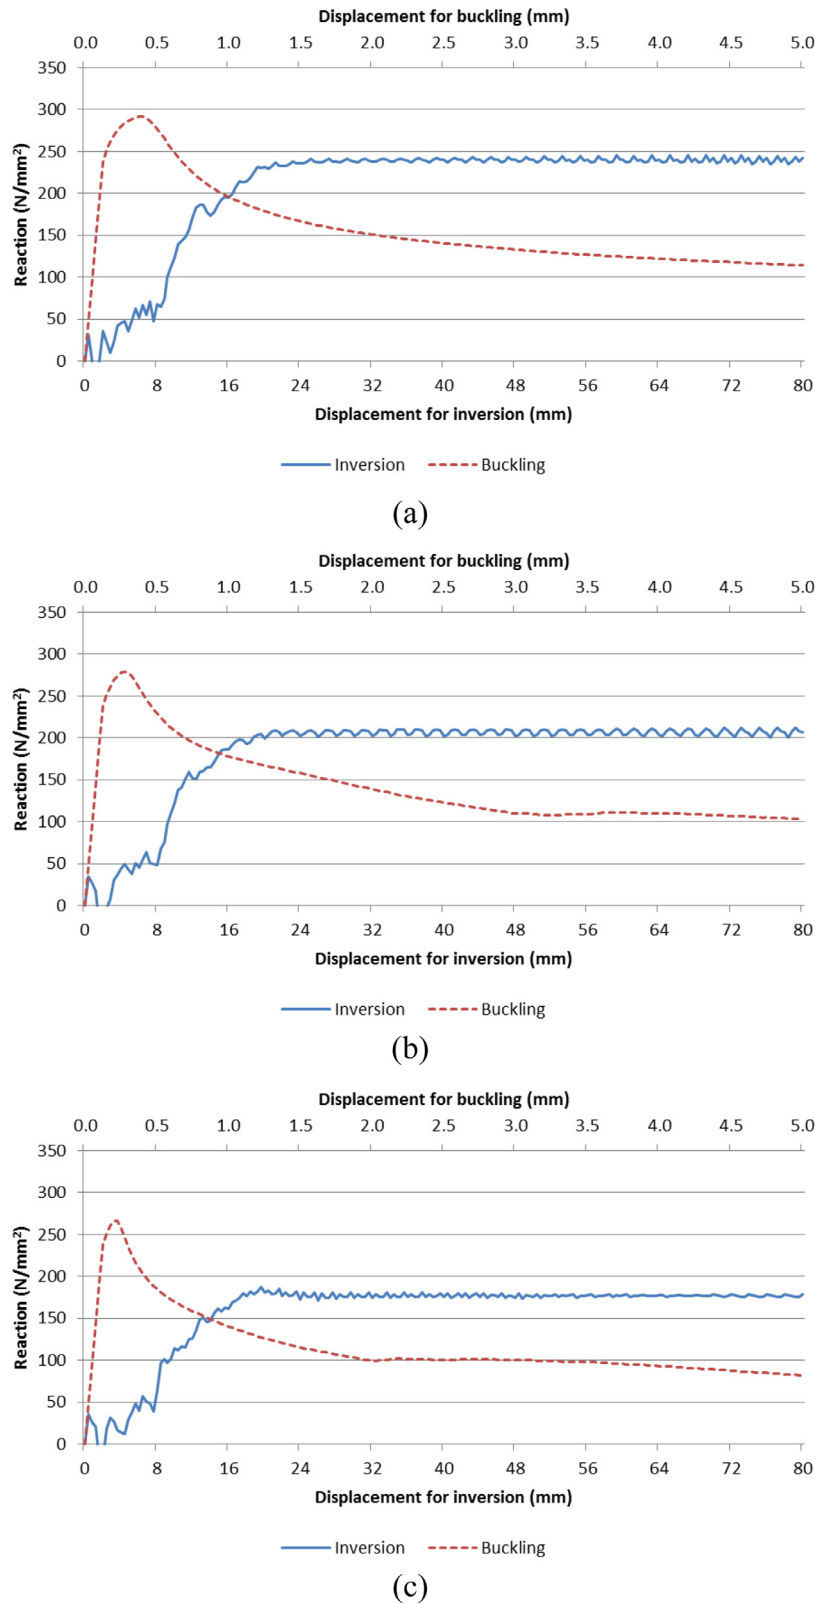 Displacement for buckling (mm)
0.0 0.5 1.0 1.5 2.0 2.5 3.0 3.5 4.0 4.5 5.0
350
300
250
200
150
100
50
0
Reaction (N/mm²)
0 8 16 24 32 40 48 56 64 72 80
Displacement for inversion (mm)
Inversion Buckling
(a)
Displacement for buckling (mm)
0.0 0.5 1.0 1.5 2.0 2.5 3.0 3.5 4.0 4.5 5.0
350
300
250
200
150
100
50
0
Reaction (N/mm²)
0 8 16 24 32 40 48 56 64 72 80
Displacement for inversion (mm)
Inversion Buckling
(b)
Displacement for buckling (mm)
0.0 0.5 1.0 1.5 2.0 2.5 3.0 3.5 4.0 4.5 5.0
350
300
250
200
150
100
50
0
Reaction (N/mm²)
0 8 16 24 32 40 48 56 64 72 80
Displacement for inversion (mm)
Inversion Buckling
(c)